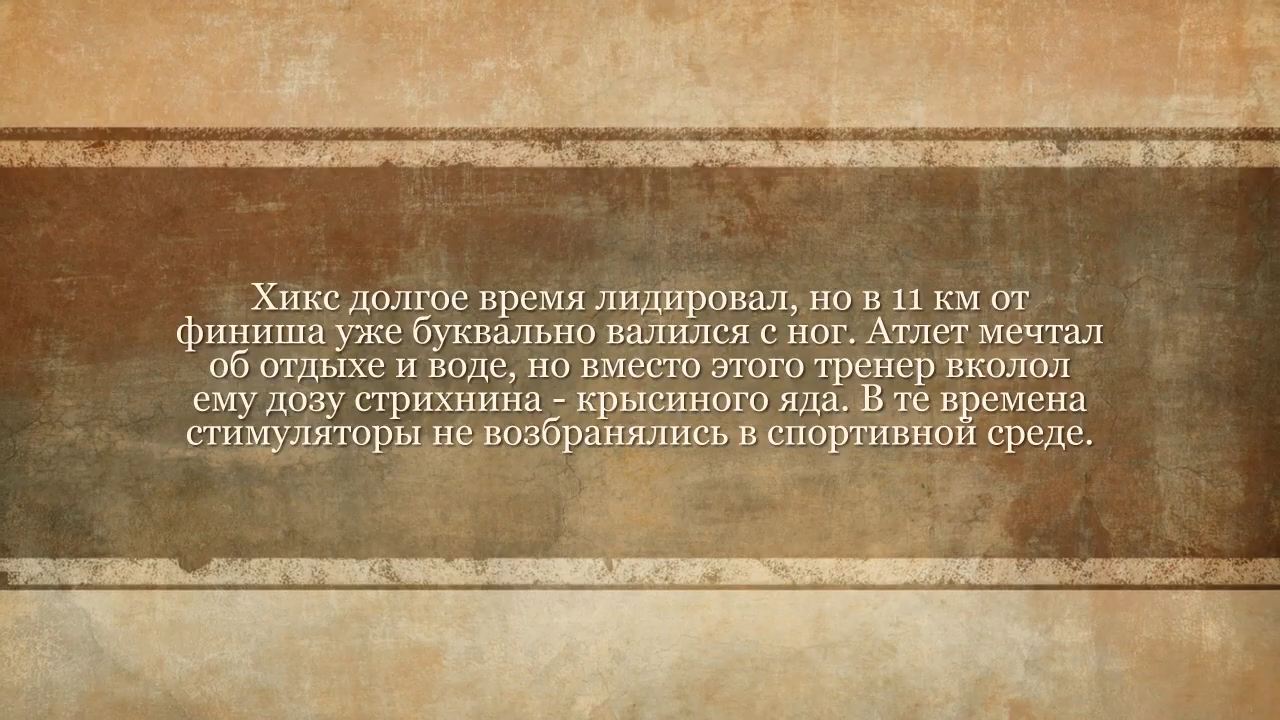 Хикс долгое время лидировал, но в 11 км от
финиша уже буквально валился с ног. Атлет мечтал
об отдыхе и воде, но вместо этого тренер вколол
ему дозу стрихнина - крысиного яда. В те времена
стимуляторы не возбранялись в спортивной среде.